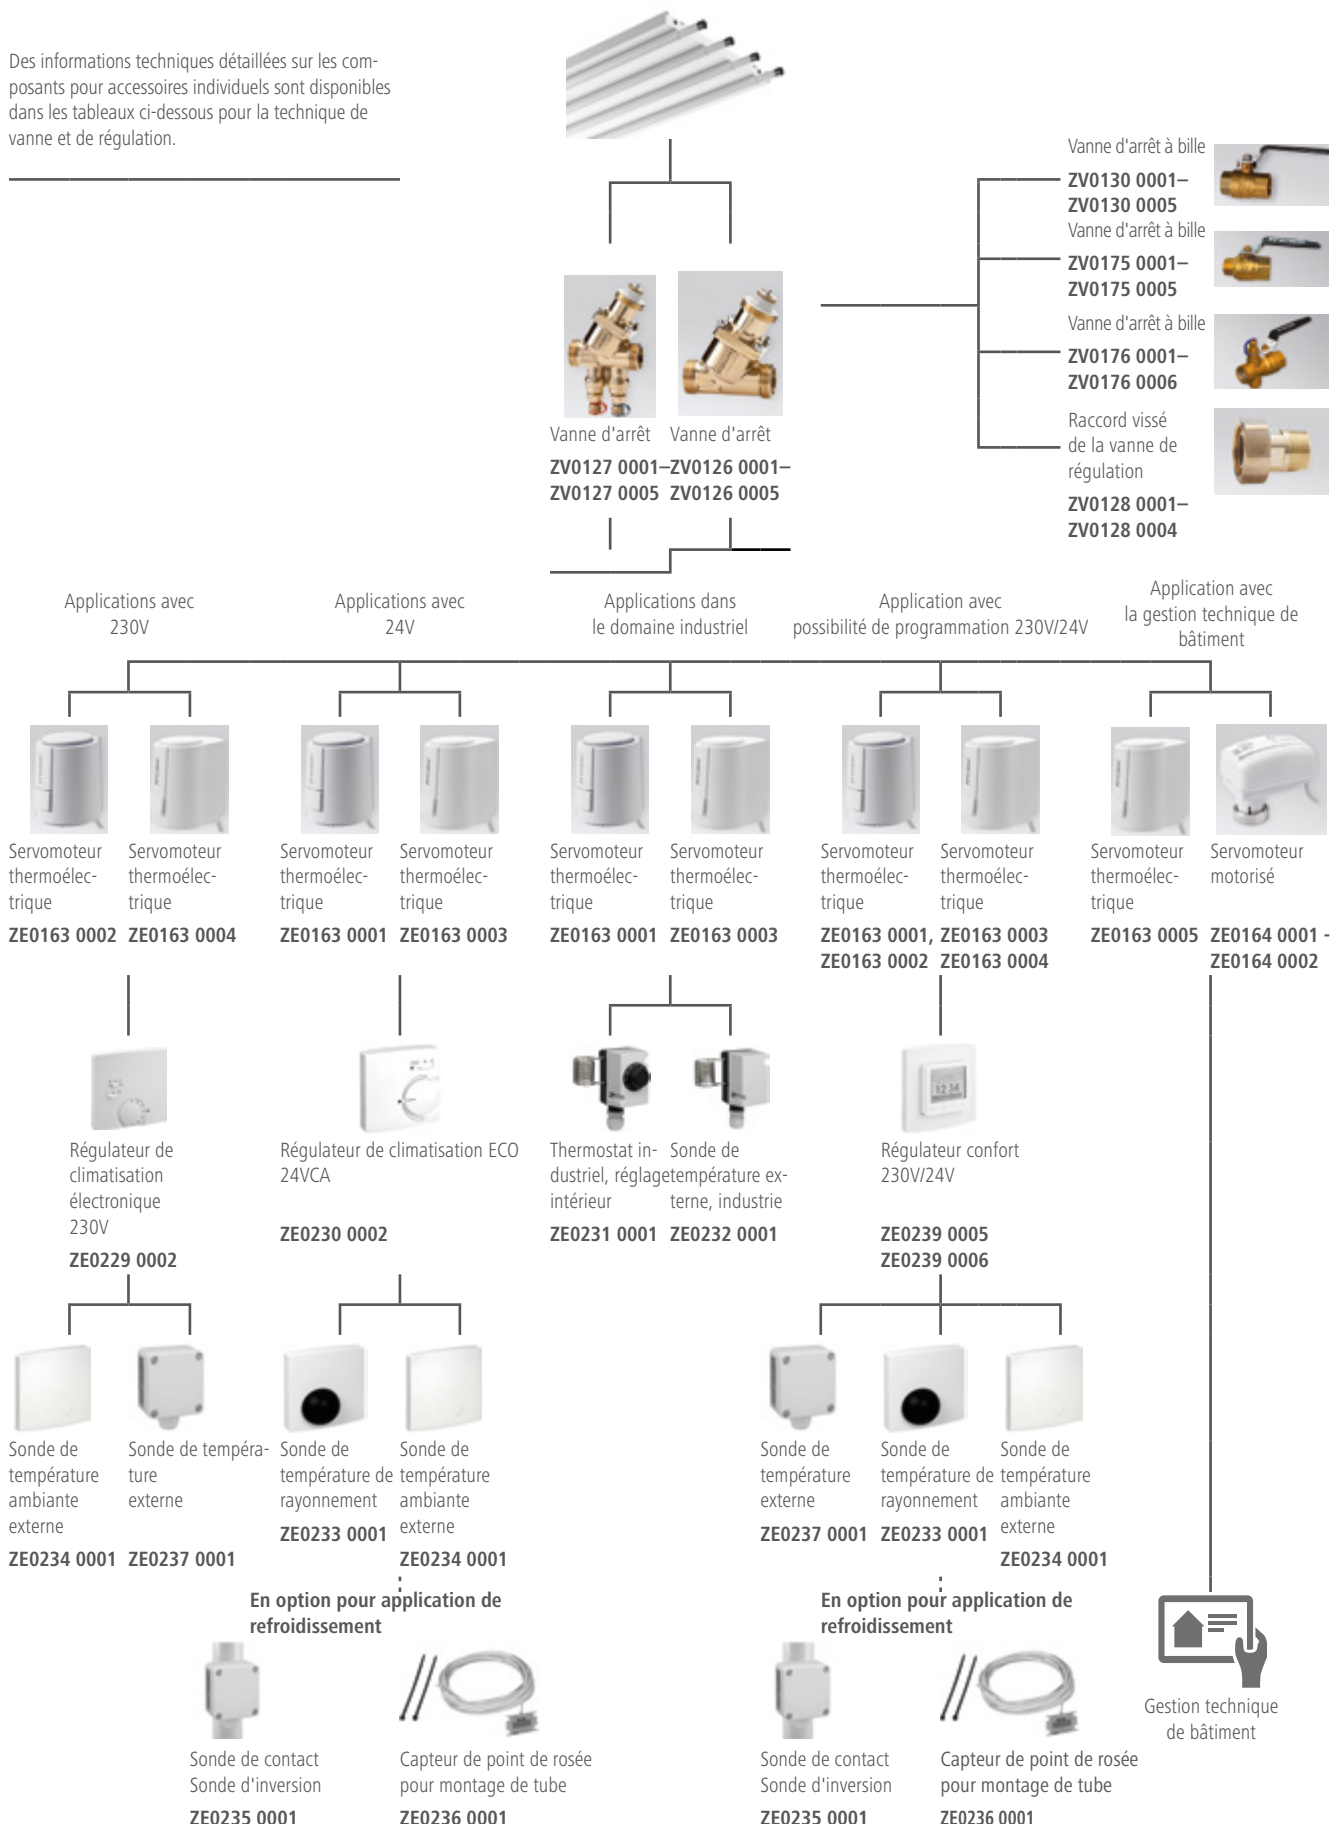 Des informations techniques détaillées sur les com-
posants pour accessoires individuels sont disponibles
dans les tableaux ci-dessous pour la technique de
vanne et de régulation.
Vanne d'arrêt à bille
ZV0130 0001–
ZV0130 0005
Vanne d'arrêt à bille
ZV0175 0001–
ZV0175 0005
Vanne d'arrêt à bille
ZV0176 0001–
ZV0176 0006
Raccord vissé
de la vanne de
régulation
ZV0128 0001–
ZV0128 0004
Vanne d'arrêt
ZV0127 0001–
ZV0127 0005
Vanne d'arrêt
ZV0126 0001–
ZV0126 0005
Applications avec
230V
Applications avec
24V
Applications dans
le domaine industriel
Application avec
possibilité de programmation 230V/24V
Application avec
la gestion technique de
bâtiment
Servomoteur
thermoélec-
trique
ZE0163 0002
Servomoteur
thermoélec-
trique
ZE0163 0004
Servomoteur
thermoélec-
trique
ZE0163 0001
Servomoteur
thermoélec-
trique
ZE0163 0003
Servomoteur
thermoélec-
trique
ZE0163 0001
Servomoteur
thermoélec-
trique
ZE0163 0003
Servomoteur
thermoélec-
trique
ZE0163 0001,
ZE0163 0002
Servomoteur
thermoélec-
trique
ZE0163 0003
ZE0163 0004
Servomoteur
thermoélec-
trique
ZE0163 0005
Servomoteur
motorisé
ZE0164 0001 -
ZE0164 0002
Régulateur de
climatisation
électronique
230V
ZE0229 0002
Régulateur de climatisation ECO
24VCA
ZE0230 0002
Thermostat in-
dustriel, réglage
intérieur
ZE0231 0001
Sonde de
température ex-
terne, industrie
ZE0232 0001
12 34
Régulateur confort
230V/24V
ZE0239 0005
ZE0239 0006
Sonde de
température
ambiante
externe
ZE0234 0001
Sonde de tempéra-
ture
externe
ZE0237 0001
Sonde de
température de
rayonnement
ZE0233 0001
Sonde de
température
ambiante
externe
ZE0234 0001
Sonde de
température
externe
ZE0237 0001
Sonde de
température de
rayonnement
ZE0233 0001
Sonde de
température
ambiante
externe
ZE0234 0001
En option pour application de
refroidissement
En option pour application de
refroidissement
Sonde de contact
Sonde d'inversion
ZE0235 0001
Capteur de point de rosée
pour montage de tube
ZE0236 0001
Sonde de contact
Sonde d'inversion
ZE0235 0001
Capteur de point de rosée
pour montage de tube
ZE0236 0001
Gestion technique
de bâtiment